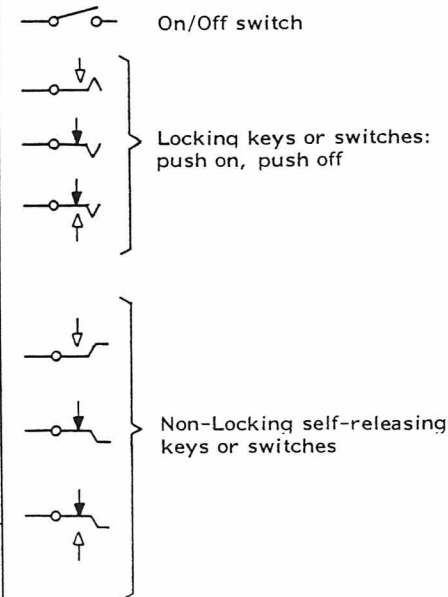 On/Off switch
Locking keys or switches:
push on, push off
Non-Locking self-releasing
keys or switches